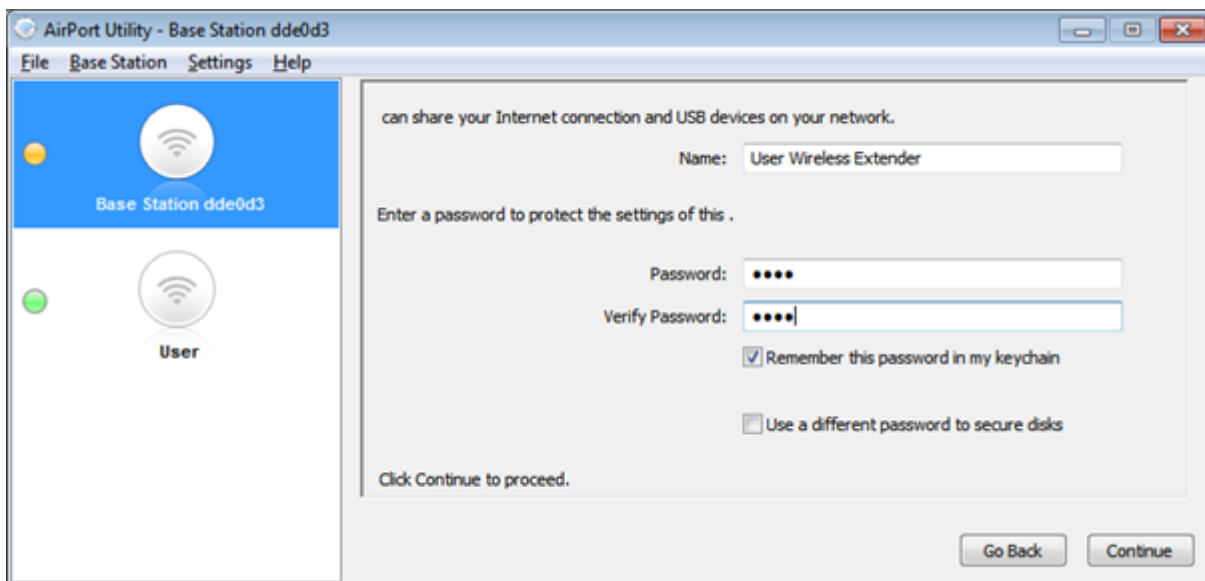 AirPort Utility - Base Station dde0d3
File Base Station Settings Help
Base Station dde0d3
User
can share your Internet connection and USB devices on your network.
Name: User Wireless Extender
Enter a password to protect the settings of this .
Password: ••••
Verify Password: ••••
Remember this password in my keychain
Use a different password to secure disks
Click Continue to proceed.
Go Back Continue